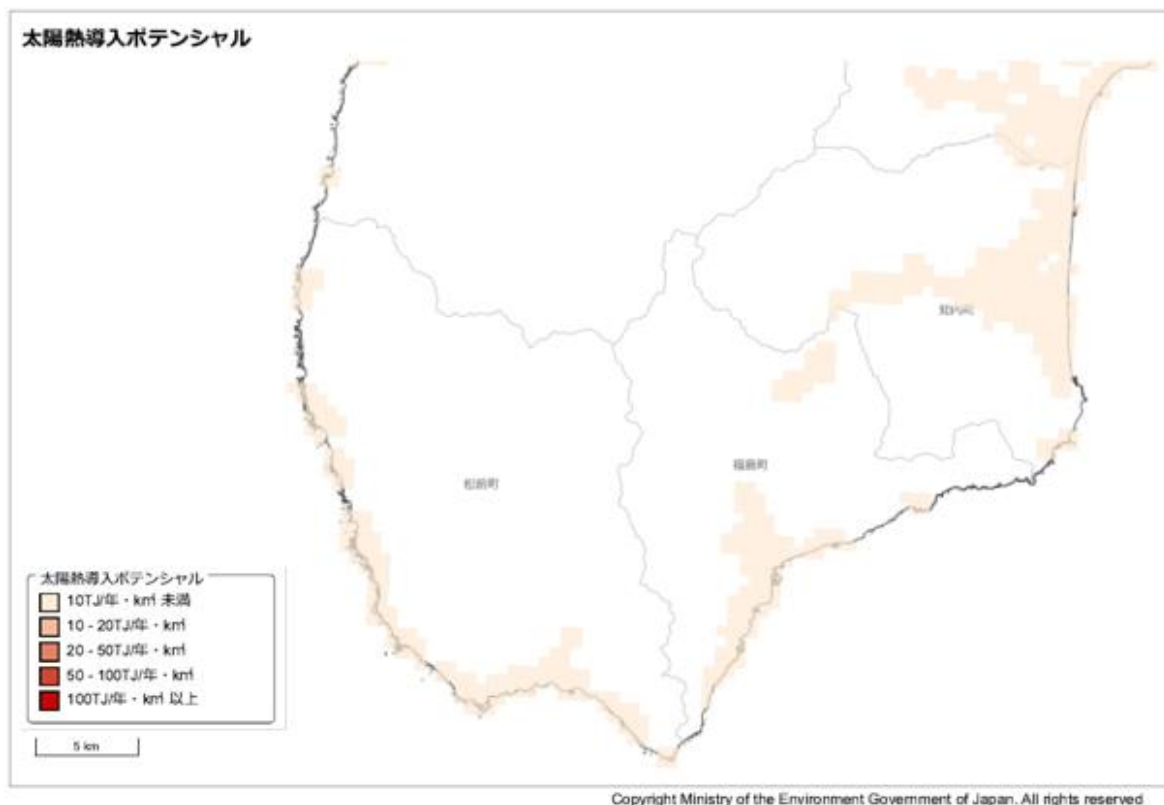 太陽熱導入ポテンシャル
知内町
福島町
松前町
太陽熱導入ポテンシャル
10TJ/年・k㎡ 未満
10 - 20TJ/年・k㎡
20 - 50TJ/年・k㎡
50 - 100TJ/年・k㎡
100TJ/年・k㎡ 以上
5 km
Copyright Ministry of the Environment Government of Japan. All rights reserved